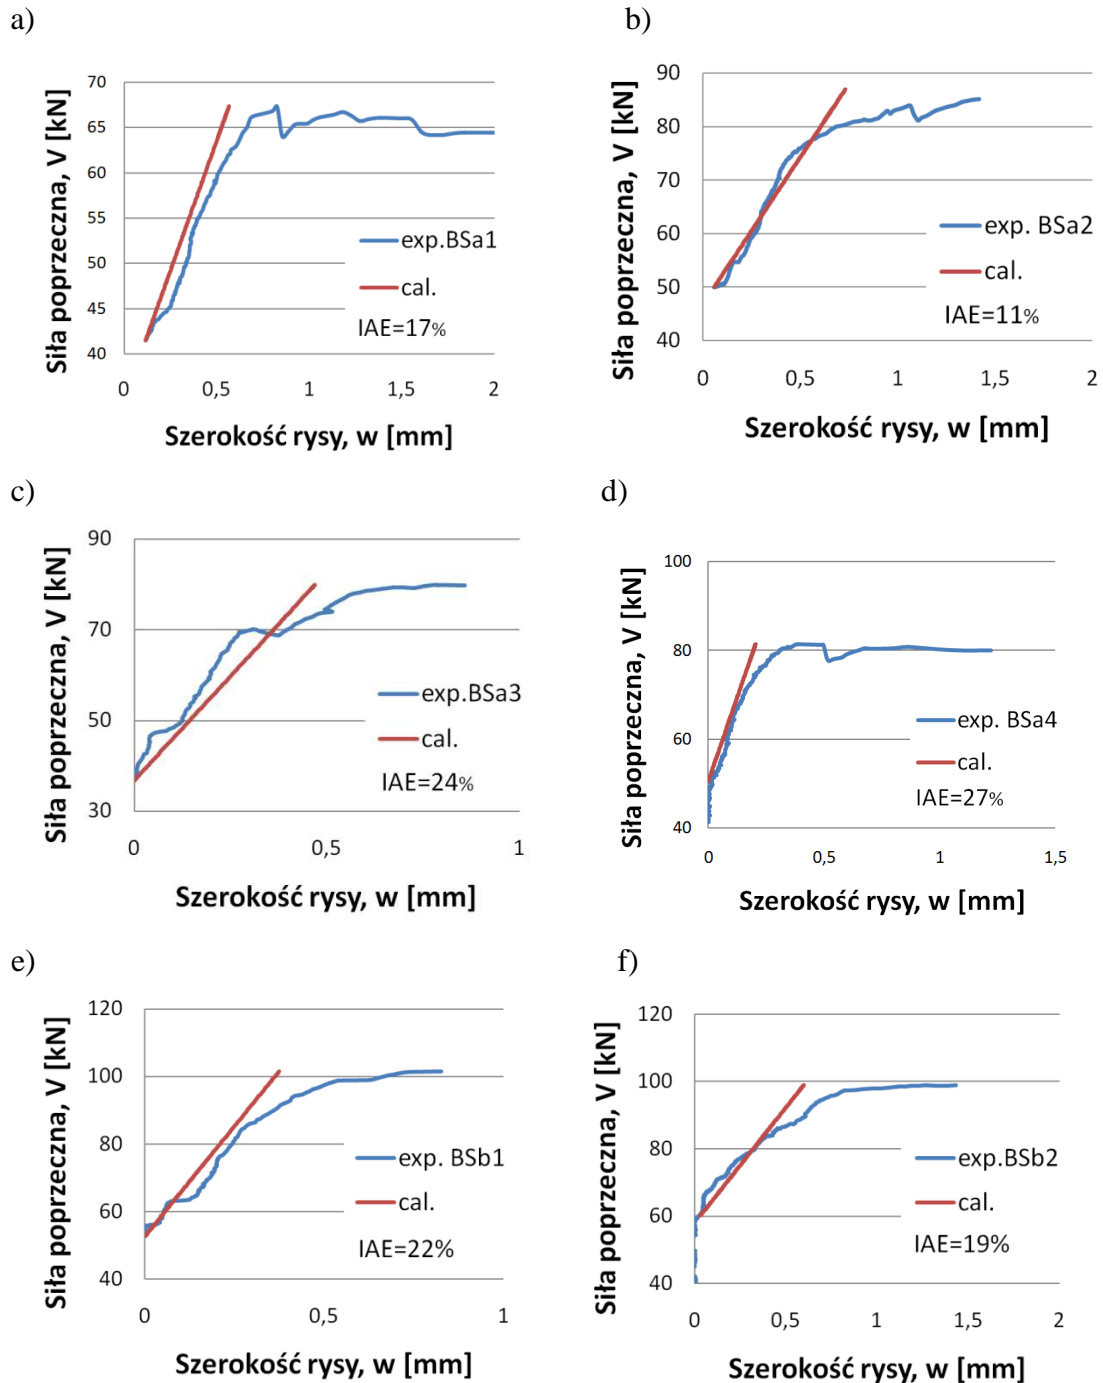 a)
70
65
60
55
50
45
40
0 0,5 1 1,5 2
Siła poprzeczna, V [kN]
Szerokość rysy, w [mm]
exp.BSa1
cal.
IAE=17%
b)
90
80
70
60
50
40
0 0,5 1 1,5 2
Siła poprzeczna, V [kN]
Szerokość rysy, w [mm]
exp. BSa2
cal.
IAE=11%
c)
90
70
50
30
0 0,5 1
Siła poprzeczna, V [kN]
Szerokość rysy, w [mm]
exp.BSa3
cal.
IAE=24%
d)
100
80
60
40
0 0,5 1 1,5
Siła poprzeczna, V [kN]
Szerokość rysy, w [mm]
exp. BSa4
cal.
IAE=27%
e)
120
100
80
60
40
0 0,5 1
Siła poprzeczna, V [kN]
Szerokość rysy, w [mm]
exp. BSb1
cal.
IAE=22%
f)
120
100
80
60
40
0 0,5 1 1,5 2
Siła poprzeczna, V [kN]
Szerokość rysy, w [mm]
exp.BSb2
cal.
IAE=19%